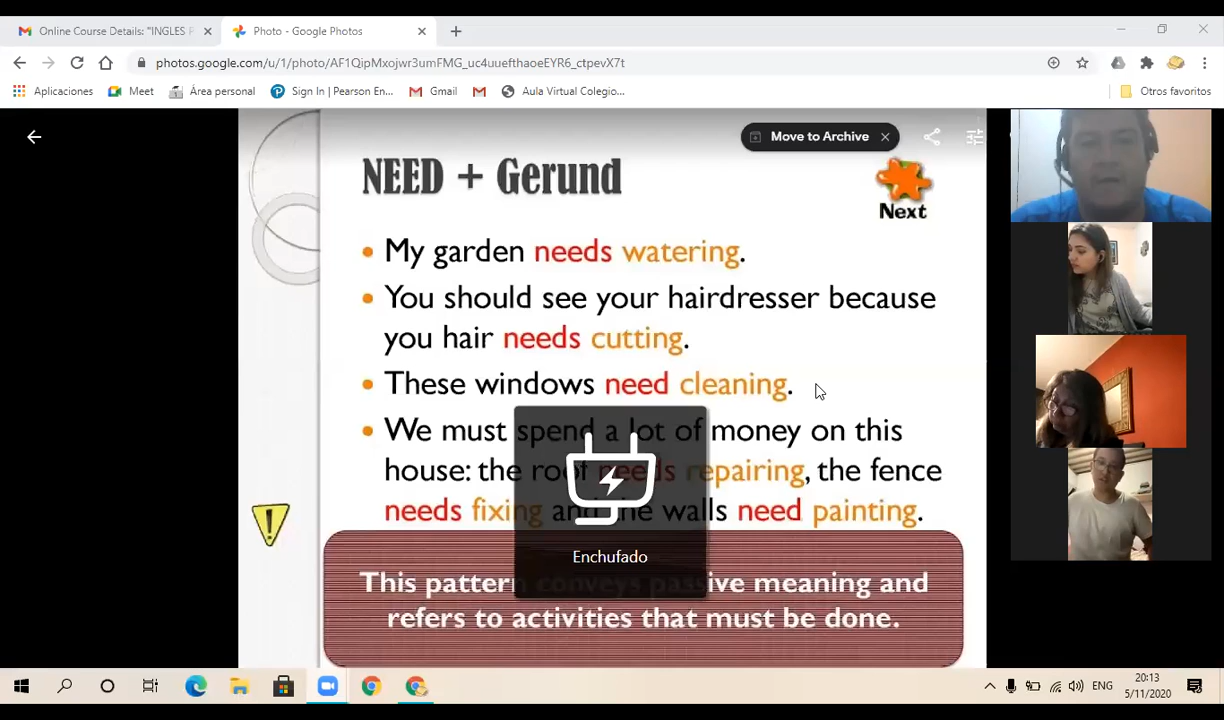 Online Course Details: "INGLES F
Photo - Google Photos
photos.google.com/u/1/photo/AF1QipMxojwr3umFMG_uc4uuefthaoeEYR6_ctpevX7t
Aplicaciones
Meet
Área personal
Sign In | Pearson En...
Gmail
Aula Virtual Colegio...
Otros favoritos
Move to Archive
NEED + Gerund
Next
My garden needs watering.
You should see your hairdresser because
you hair needs cutting.
These windows need cleaning.
We must spend a lot of money on this
house: the roof needs repairing, the fence
needs fixing and the walls need painting.
Enchufado
This pattern conveys passive meaning and
refers to activities that must be done.
ENG
20:13
5/11/2020